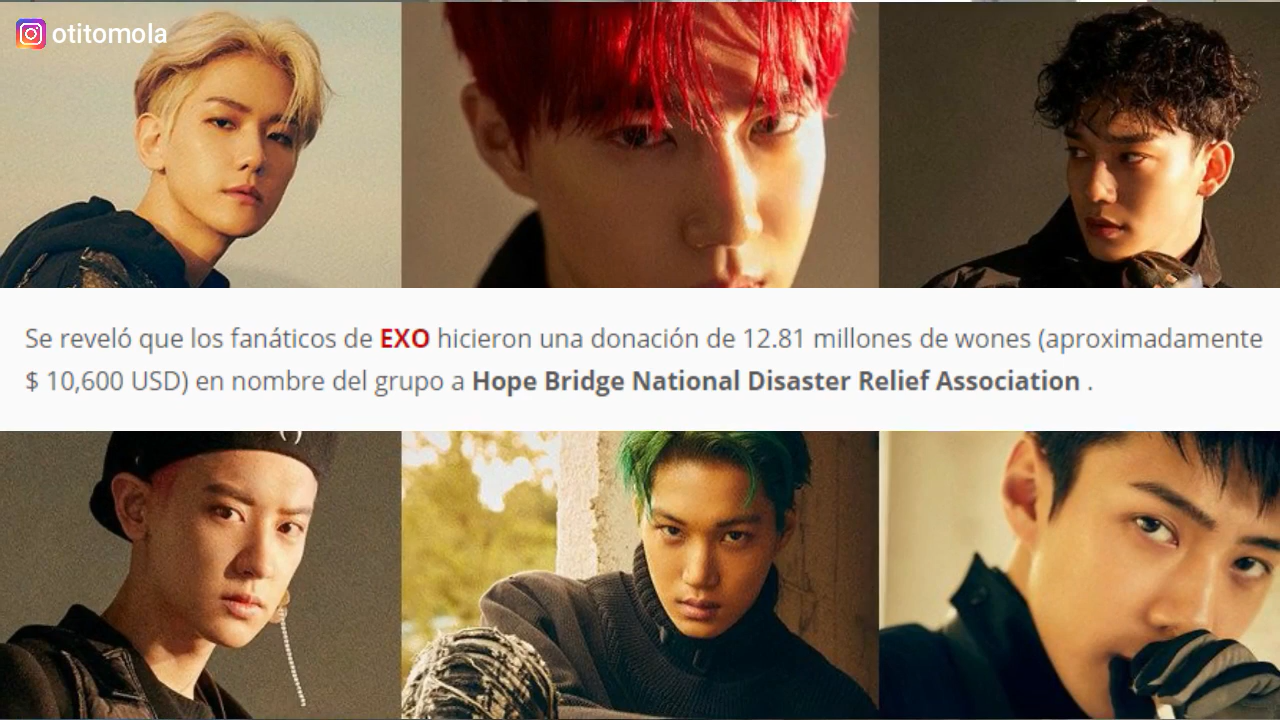 otitomola
Se reveló que los fanáticos de EXO hicieron una donación de 12.81 millones de wones (aproximadamente
$ 10,600 USD) en nombre del grupo a Hope Bridge National Disaster Relief Association .